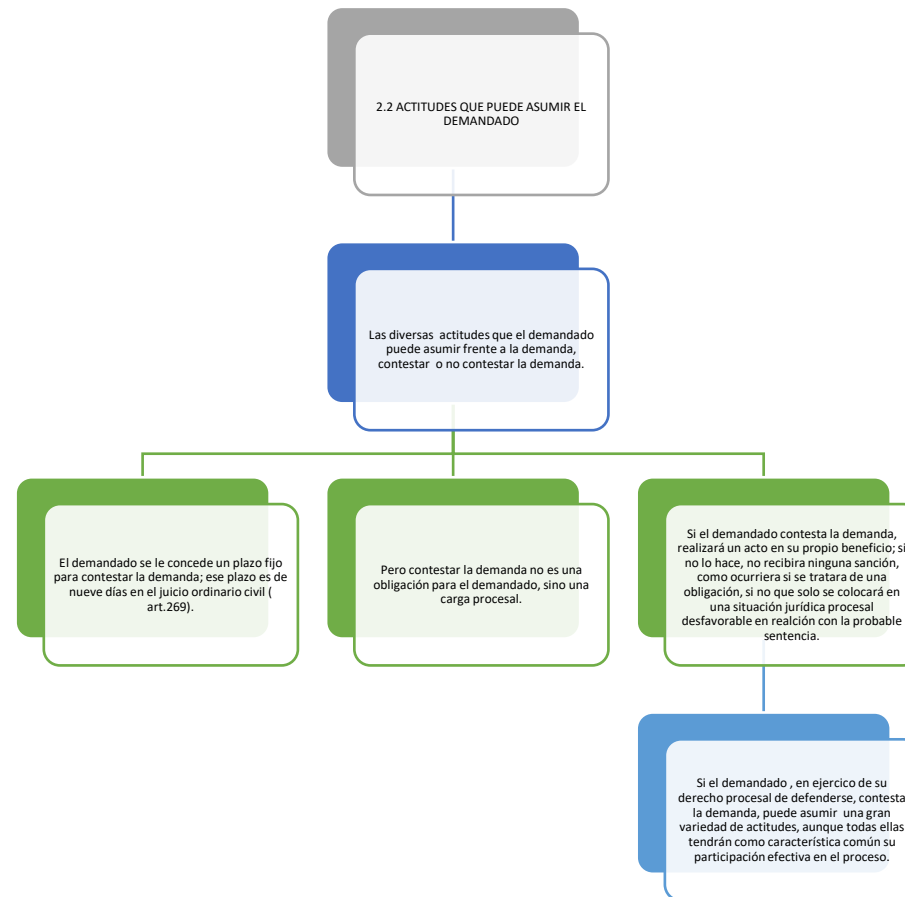 2.2 ACTITUDES QUE PUEDE ASUMIR EL
DEMANDADO
Las diversas actitudes que el demandado
puede asumir frente a la demanda,
contestar o no contestar la demanda.
El demandado se le concede un plazo fijo
para contestar la demanda; ese plazo es de
nueve días en el juicio ordinario civil (
art.269).
Pero contestar la demanda no es una
obligación para el demandado, sino una
carga procesal.
Si el demandado contesta la demanda,
realizará un acto en su propio beneficio; si
no lo hace, no recibira ninguna sanción,
como ocurriera si se tratara de una
obligación, si no que solo se colocará en
una situación jurídica procesal
desfavorable en realción con la probable
sentencia.
Si el demandado , en ejercico de su
derecho procesal de defenderse, contesta
la demanda, puede asumir una gran
variedad de actitudes, aunque todas ellas
tendrán como característica común su
participación efectiva en el proceso.